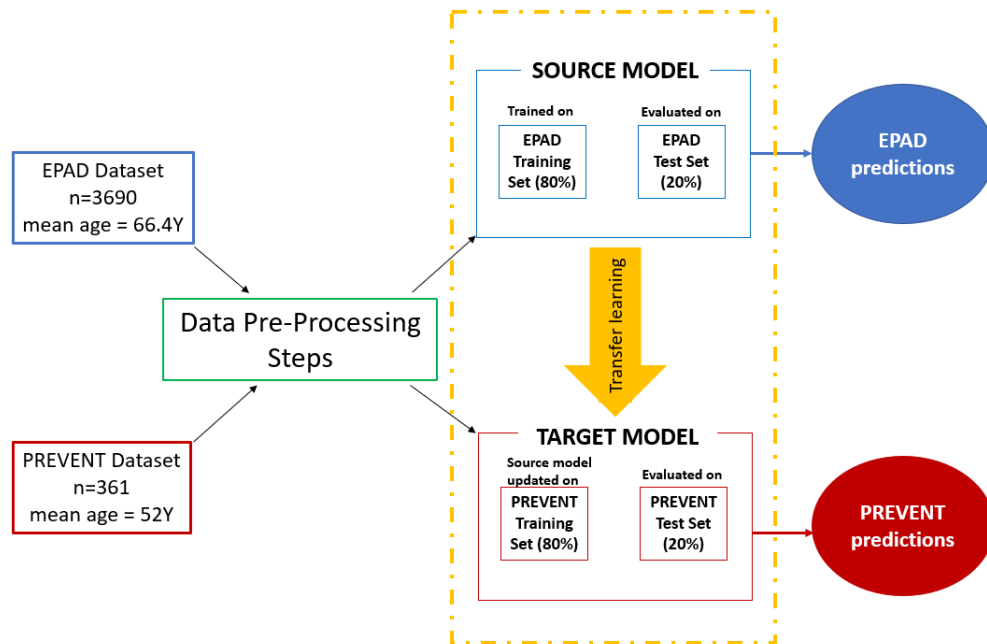 EPAD Dataset
n=3690
mean age = 66.4Y
PREVENT Dataset
n=361
mean age = 52Y
Data Pre-Processing
Steps
SOURCE MODEL
Trained on
EPAD
Training
Set (80%)
Evaluated on
EPAD
Test Set
(20%)
Transfer learning
TARGET MODEL
Source model
updated on
PREVENT
Training
Set (80%)
Evaluated on
PREVENT
Test Set
(20%)
EPAD
predictions
PREVENT
predictions